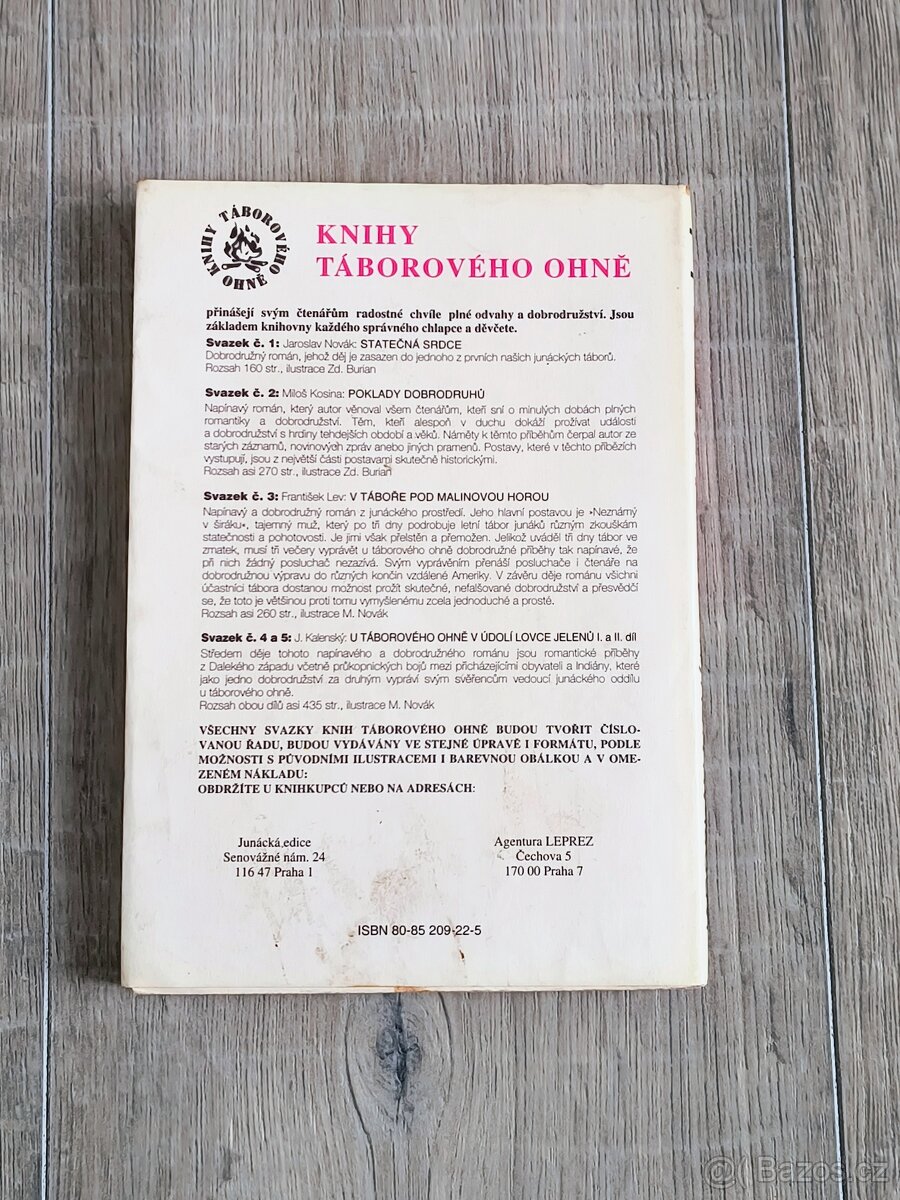 KNIHY TÁBOROVÉHO OHNĚ
KNIHY
TÁBOROVÉHO OHNĚ
přinášejí svým čtenářům radostné chvíle plné odvahy a dobrodružství. Jsou
základem knihovny každého správného chlapce a děvčete.
Svazek č. 1: Jaroslav Novák: STATEČNÁ SRDCE
Dobrodružný román, jehož děj je zasazen do jednoho z prvních našich junáckých táborů.
Rozsah 160 str., ilustrace Zd. Burian
Svazek č. 2: Miloš Kosina: POKLADY DOBRODRUHŮ
Napínavý román, který autor věnoval všem čtenářům, kteří sní o minulých dobách plných
romantiky a dobrodružství. Těm, kteří alespoň v duchu dokáží prožívat události
a dobrodružství s hrdiny tehdejších období a věků. Náměty k těmto příběhům čerpal autor ze
starých záznamů, novinových zpráv anebo jiných pramenů. Postavy, které v těchto příbězích
vystupují, jsou z největší části postavami skutečně historickými.
Rozsah asi 270 str., ilustrace Zd. Burian
Svazek č. 3: František Lev: V TÁBOŘE POD MALINOVOU HOROU
Napínavý a dobrodružný román z junáckého prostředí. Jeho hlavní postavou je »Neznámý
v širáku«, tajemný muž, který po tři dny podrobuje letní tábor junáků různým zkouškám
statečnosti a pohotovosti. Je jimi však přelstěn a přemožen. Jelikož uváděl tři dny tábor ve
zmatek, musí tři večery vyprávět u táborového ohně dobrodružné příběhy tak napínavé, že
při nich žádný posluchač nezazívá. Svým vyprávěním přenáší posluchače i čtenáře na
dobrodružnou výpravu do různých končin vzdálené Ameriky. V závěru děje románu všichni
účastníci tábora dostanou možnost prožít skutečné, nefalšované dobrodružství a přesvědčí
se, že toto je většinou proti tomu vymyšlenému zcela jednoduché a prosté.
Rozsah asi 260 str., ilustrace M. Novák
Svazek č. 4 a 5: J. Kalenský: U TÁBOROVÉHO OHNĚ V ÚDOLÍ LOVCE JELENŮ I. a II. díl
Středem děje tohoto napínavého a dobrodružného románu jsou romantické příběhy
z Dalekého západu včetně průkopnických bojů mezi přicházejícími obyvateli a Indiány, které
jako jedno dobrodružství za druhým vypráví svým svěřencům vedoucí junáckého oddílu
u táborového ohně.
Rozsah obou dílů asi 435 str., ilustrace M. Novák
VŠECHNY SVAZKY KNIH TÁBOROVÉHO OHNĚ BUDOU TVOŘIT ČÍSLO-
VANOU ŘADU, BUDOU VYDÁVÁNY VE STEJNÉ ÚPRAVĚ I FORMÁTU, PODLE
MOŽNOSTI S PŮVODNÍMI ILUSTRACEMI I BAREVNOU OBÁLKOU A V OME-
ZENÉM NÁKLADU:
OBDRŽÍTE U KNIHKUPCŮ NEBO NA ADRESÁCH:
Junácká edice
Senovážné nám. 24
116 47 Praha 1
Agentura LEPREZ
Čechova 5
170 00 Praha 7
ISBN 80-85 209-22-5
@ Bazos.cz